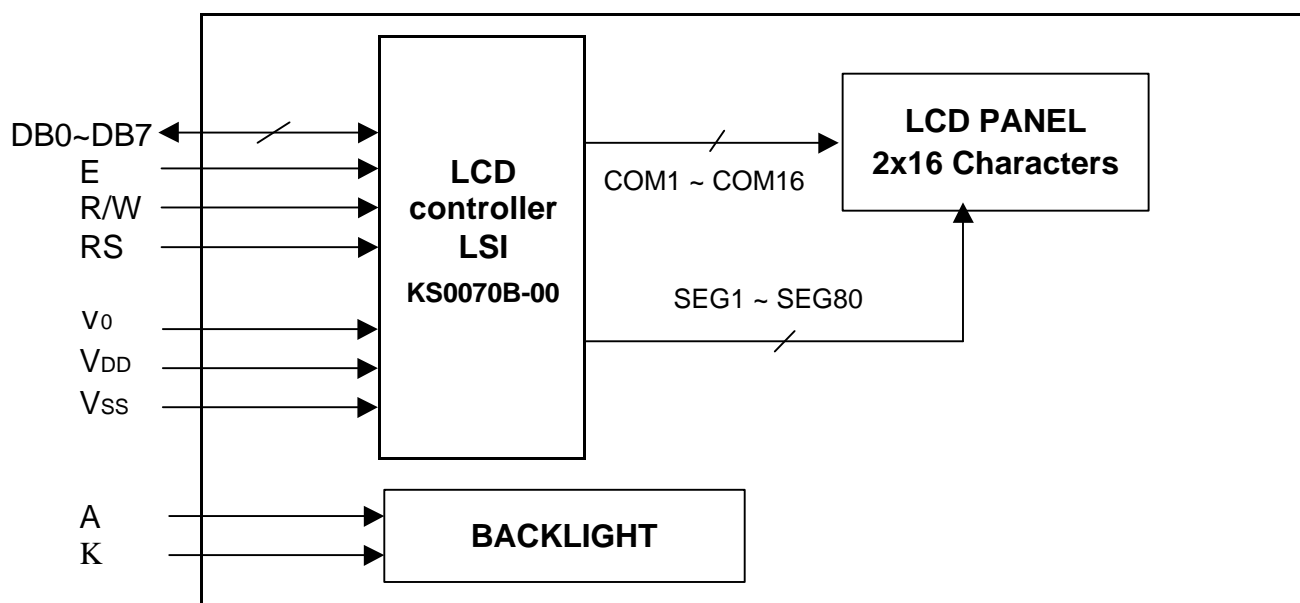 DB0~DB7
E
R/W
RS
V0
VDD
VSS
A
K
LCD
controller
LSI
KS0070B-00
COM1 ~ COM16
SEG1 ~ SEG80
LCD PANEL
2x16 Characters
BACKLIGHT